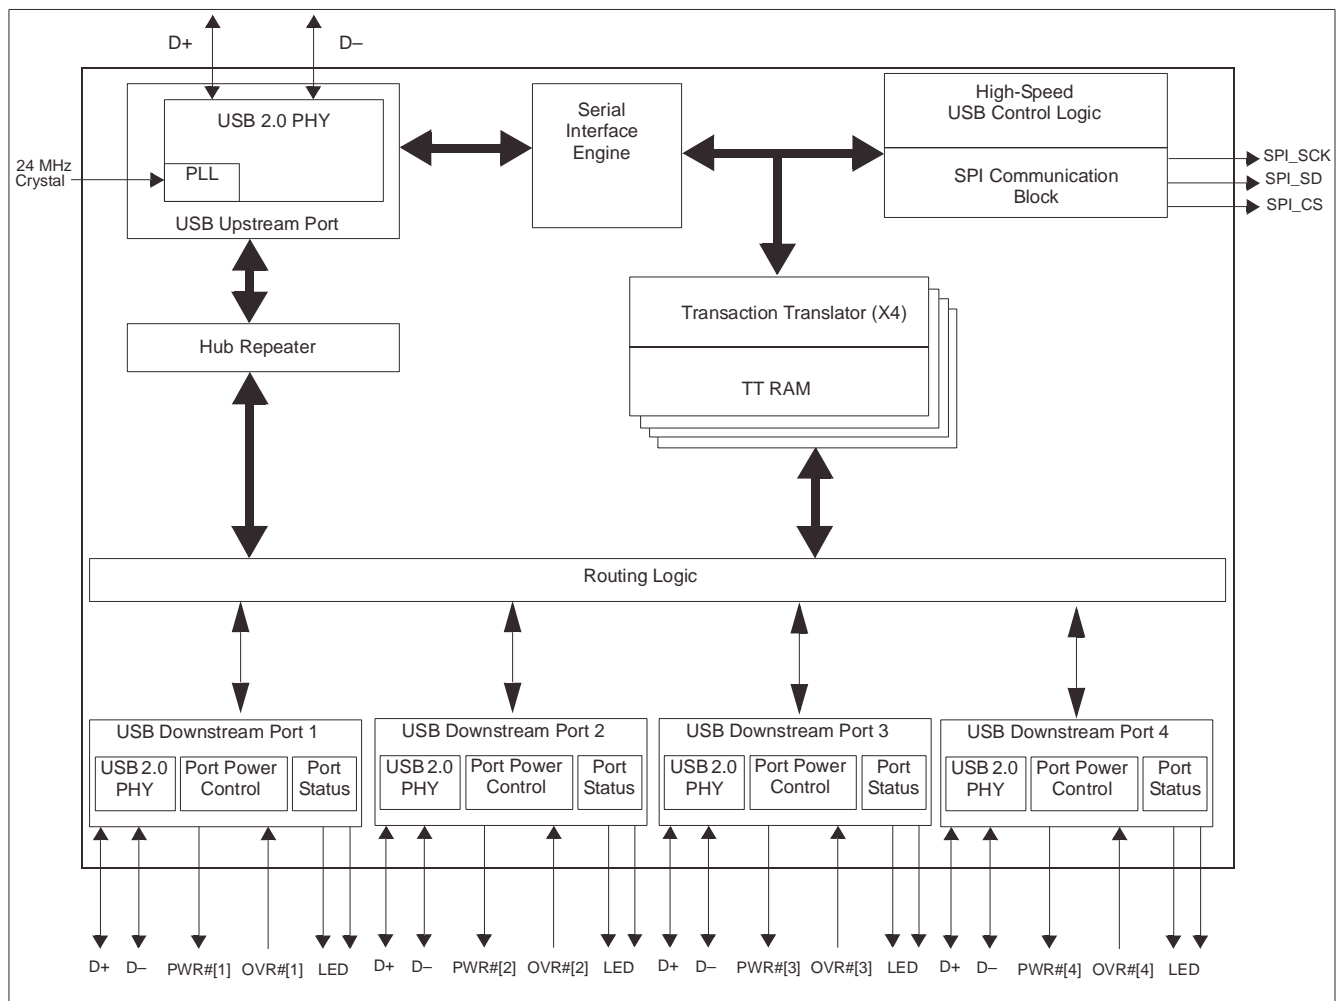 D+
D–
USB 2.0 PHY
PLL
24 MHz
Crystal
USB Upstream Port
Serial
Interface
Engine
High-Speed
USB Control Logic
SPI Communication
Block
SPI_SCK
SPI_SD
SPI_CS
Hub Repeater
Transaction Translator (X4)
TT RAM
Routing Logic
USB Downstream Port 1
USB 2.0
PHY
Port Power
Control
Port
Status
USB Downstream Port 2
USB 2.0
PHY
Port Power
Control
Port
Status
USB Downstream Port 3
USB 2.0
PHY
Port Power
Control
Port
Status
USB Downstream Port 4
USB 2.0
PHY
Port Power
Control
Port
Status
D+ D– PWR#[1] OVR#[1] LED
D+ D– PWR#[2] OVR#[2] LED
D+ D– PWR#[3] OVR#[3] LED
D+ D– PWR#[4] OVR#[4] LED